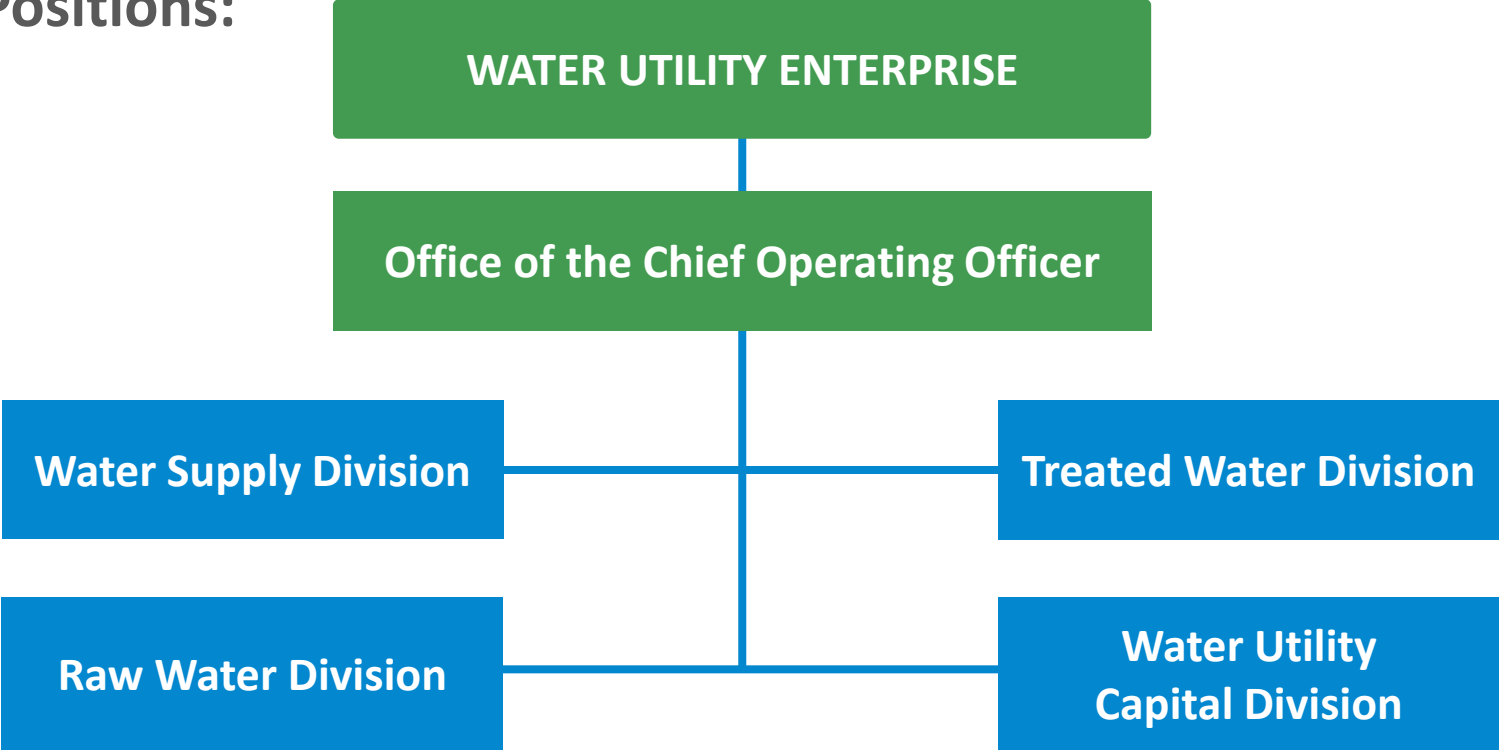 Positions:
WATER UTILITY ENTERPRISE
Office of the Chief Operating Officer
Water Supply Division
Treated Water Division
Raw Water Division
Water Utility
Capital Division